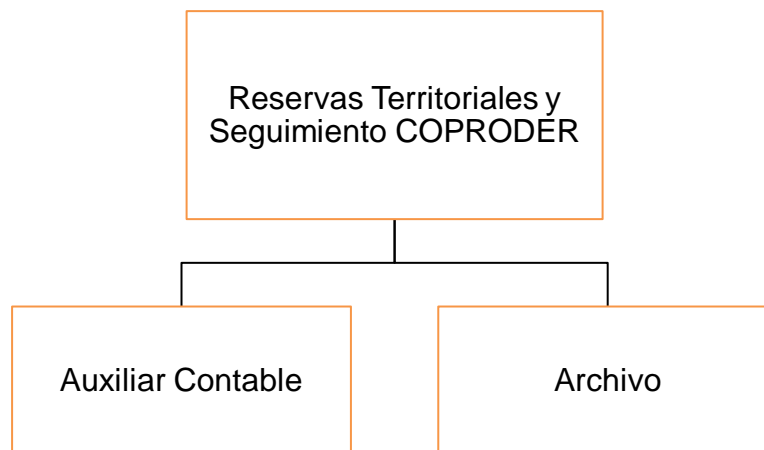 Reservas Territoriales y
Seguimiento COPRODER
Auxiliar Contable
Archivo